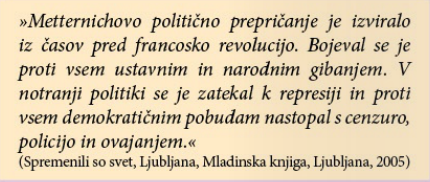 »Metternichovo politično prepričanje je izviralo
iz časov pred francosko revolucijo. Bojeval se je
proti vsem ustavnim in narodnim gibanjem. V
notranji politiki se je zatekal k represiji in proti
vsem demokratičnim pobudam nastopal s cenzuro,
policijo in ovajanjem.«
(Spremenili so svet, Ljubljana, Mladinska knjiga, Ljubljana, 2005)